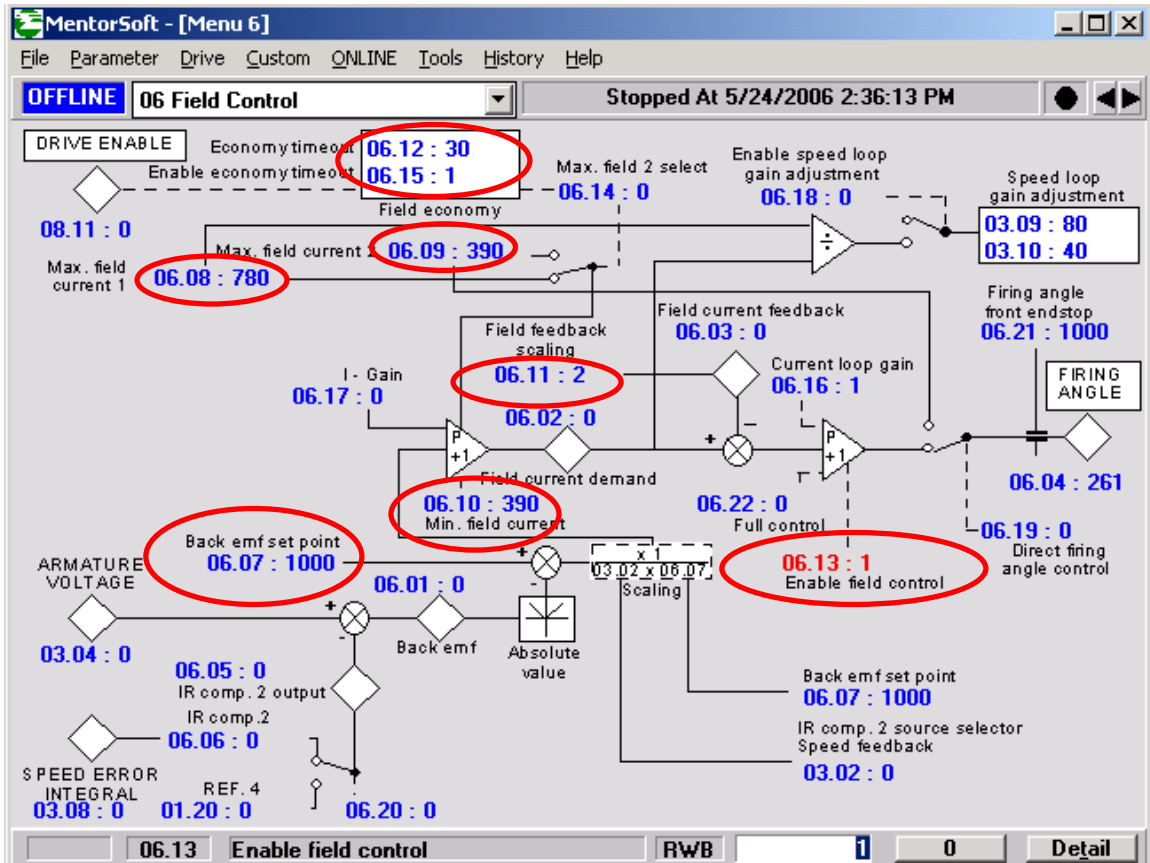 MentorSoft - [Menu 6]
File Parameter Drive Custom ONLINE Tools History Help
OFFLINE 06 Field Control Stopped At 5/24/2006 2:36:13 PM
DRIVE ENABLE
08.11 : 0
Economy timeout 06.12 : 30
Enable economy timeout 06.15 : 1
Field economy
Max. field 2 select
06.14 : 0
Enable speed loop
gain adjustment
06.18 : 0
Speed loop
gain adjustment
03.09 : 80
03.10 : 40
÷
Max. field current 2 06.09 : 390
Max. field
current 1
06.08 : 780
Firing angle
front endstop
06.21 : 1000
Field current feedback
06.03 : 0
Field feedback
scaling
06.11 : 2
Current loop gain
06.16 : 1
FIRING
ANGLE
I - Gain
06.17 : 0
06.02 : 0
P
+1
+
-
P
+1
Field current demand
06.04 : 261
06.10 : 390
Min. field current
06.22 : 0
Full control
06.19 : 0
Direct firing
angle control
06.13 : 1
Enable field control
Back emf set point
06.07 : 1000
+
-
x 1
03.02 x 06.07
Scaling
ARMATURE
VOLTAGE
03.04 : 0
06.01 : 0
+
-
Back emf
Absolute
value
06.05 : 0
IR comp. 2 output
IR comp.2
06.06 : 0
Back emf set point
06.07 : 1000
IR comp. 2 source selector
Speed feedback
03.02 : 0
SPEED ERROR
INTEGRAL
03.08 : 0
REF. 4
01.20 : 0
06.20 : 0
06.13 Enable field control RWB 1 0 Detail